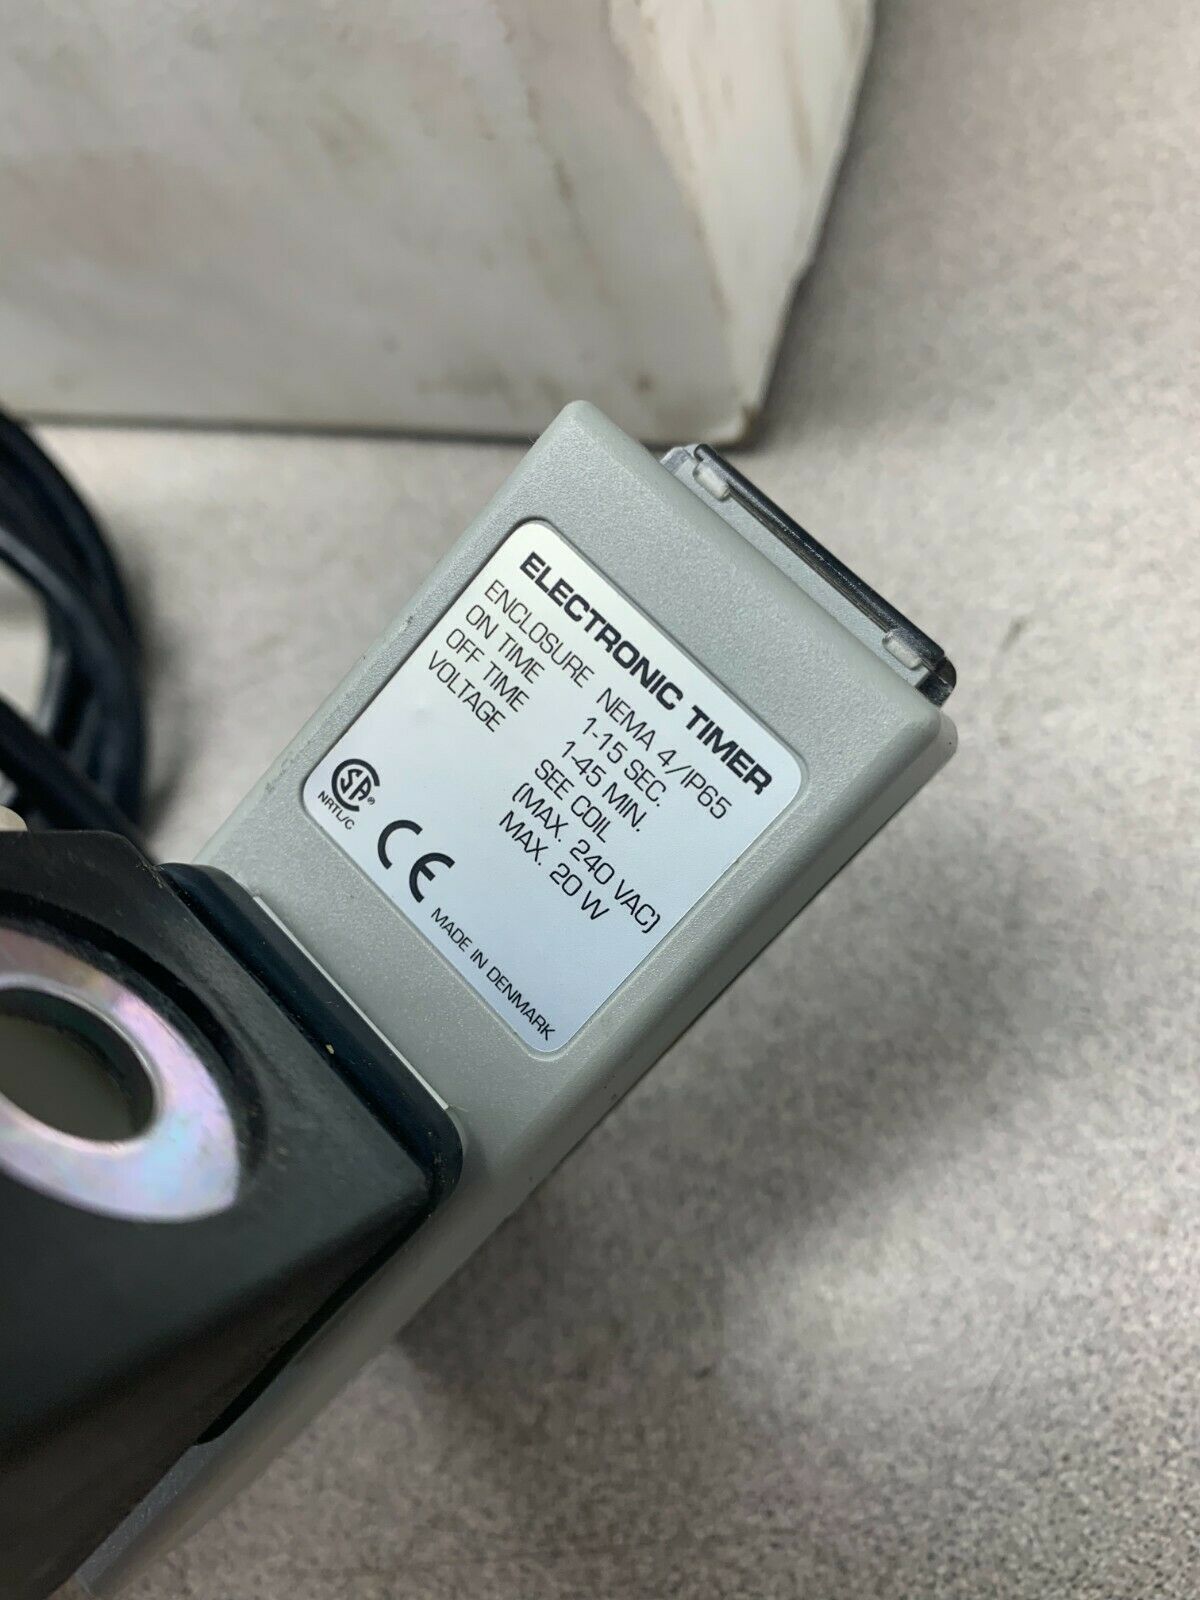 ELECTRONIC TIMER
ENCLOSURE NEMA 4/IP65
ON TIME 1-15 SEC.
OFF TIME 1-45 MIN.
VOLTAGE SEE COIL
(MAX. 240 VAC)
MAX. 20 W
SA®
NRTL/C
CE
MADE IN DENMARK